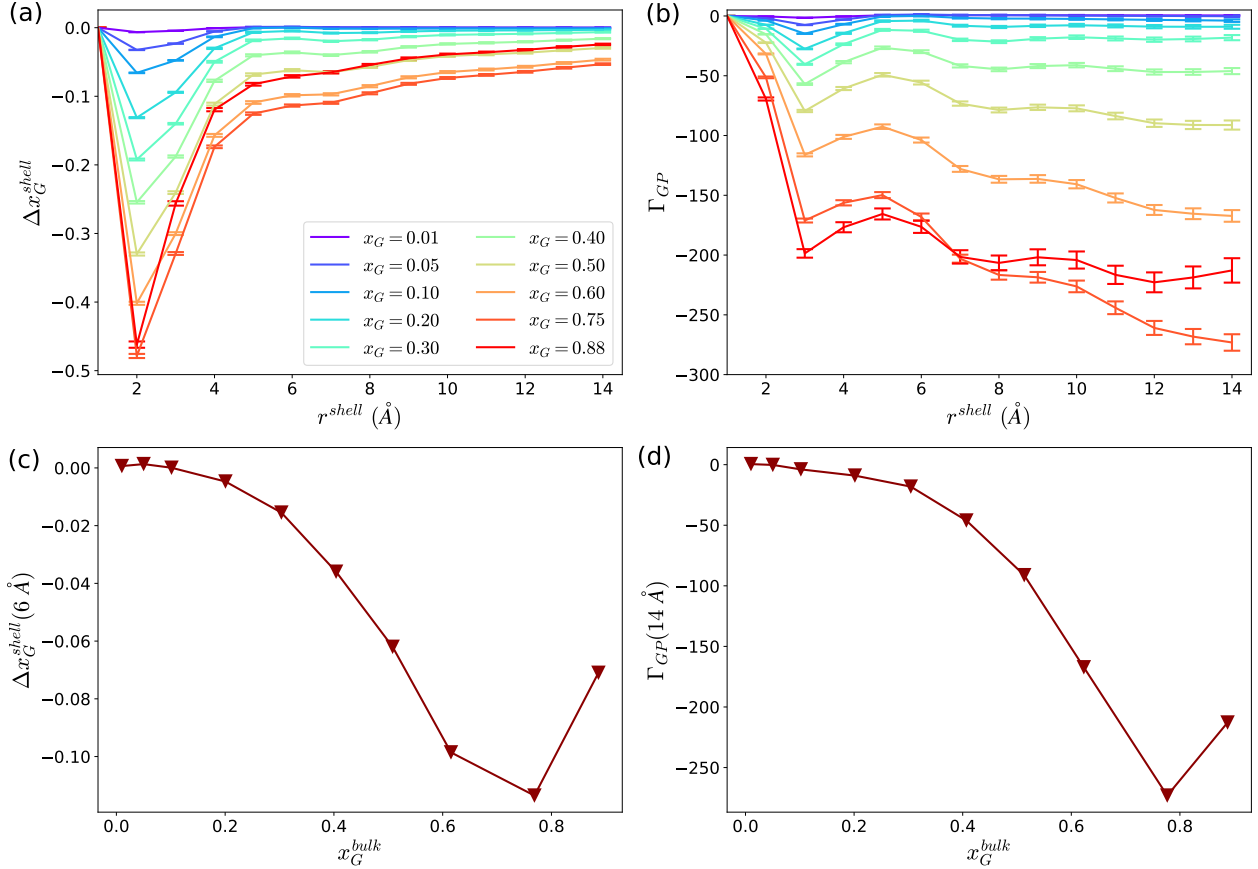 (a)
0.0
−0.1
−0.2
−0.3
−0.4
−0.5
Δx_G^shell
x_G = 0.01
x_G = 0.05
x_G = 0.10
x_G = 0.20
x_G = 0.30
x_G = 0.40
x_G = 0.50
x_G = 0.60
x_G = 0.75
x_G = 0.88
2 4 6 8 10 12 14
r^shell (Å)
(b)
0
−50
−100
−150
−200
−250
−300
Γ_GP
2 4 6 8 10 12 14
r^shell (Å)
(c)
0.00
−0.02
−0.04
−0.06
−0.08
−0.10
Δx_G^shell(6 Å)
0.0 0.2 0.4 0.6 0.8
x_G^bulk
(d)
0
−50
−100
−150
−200
−250
Γ_GP(14 Å)
0.0 0.2 0.4 0.6 0.8
x_G^bulk